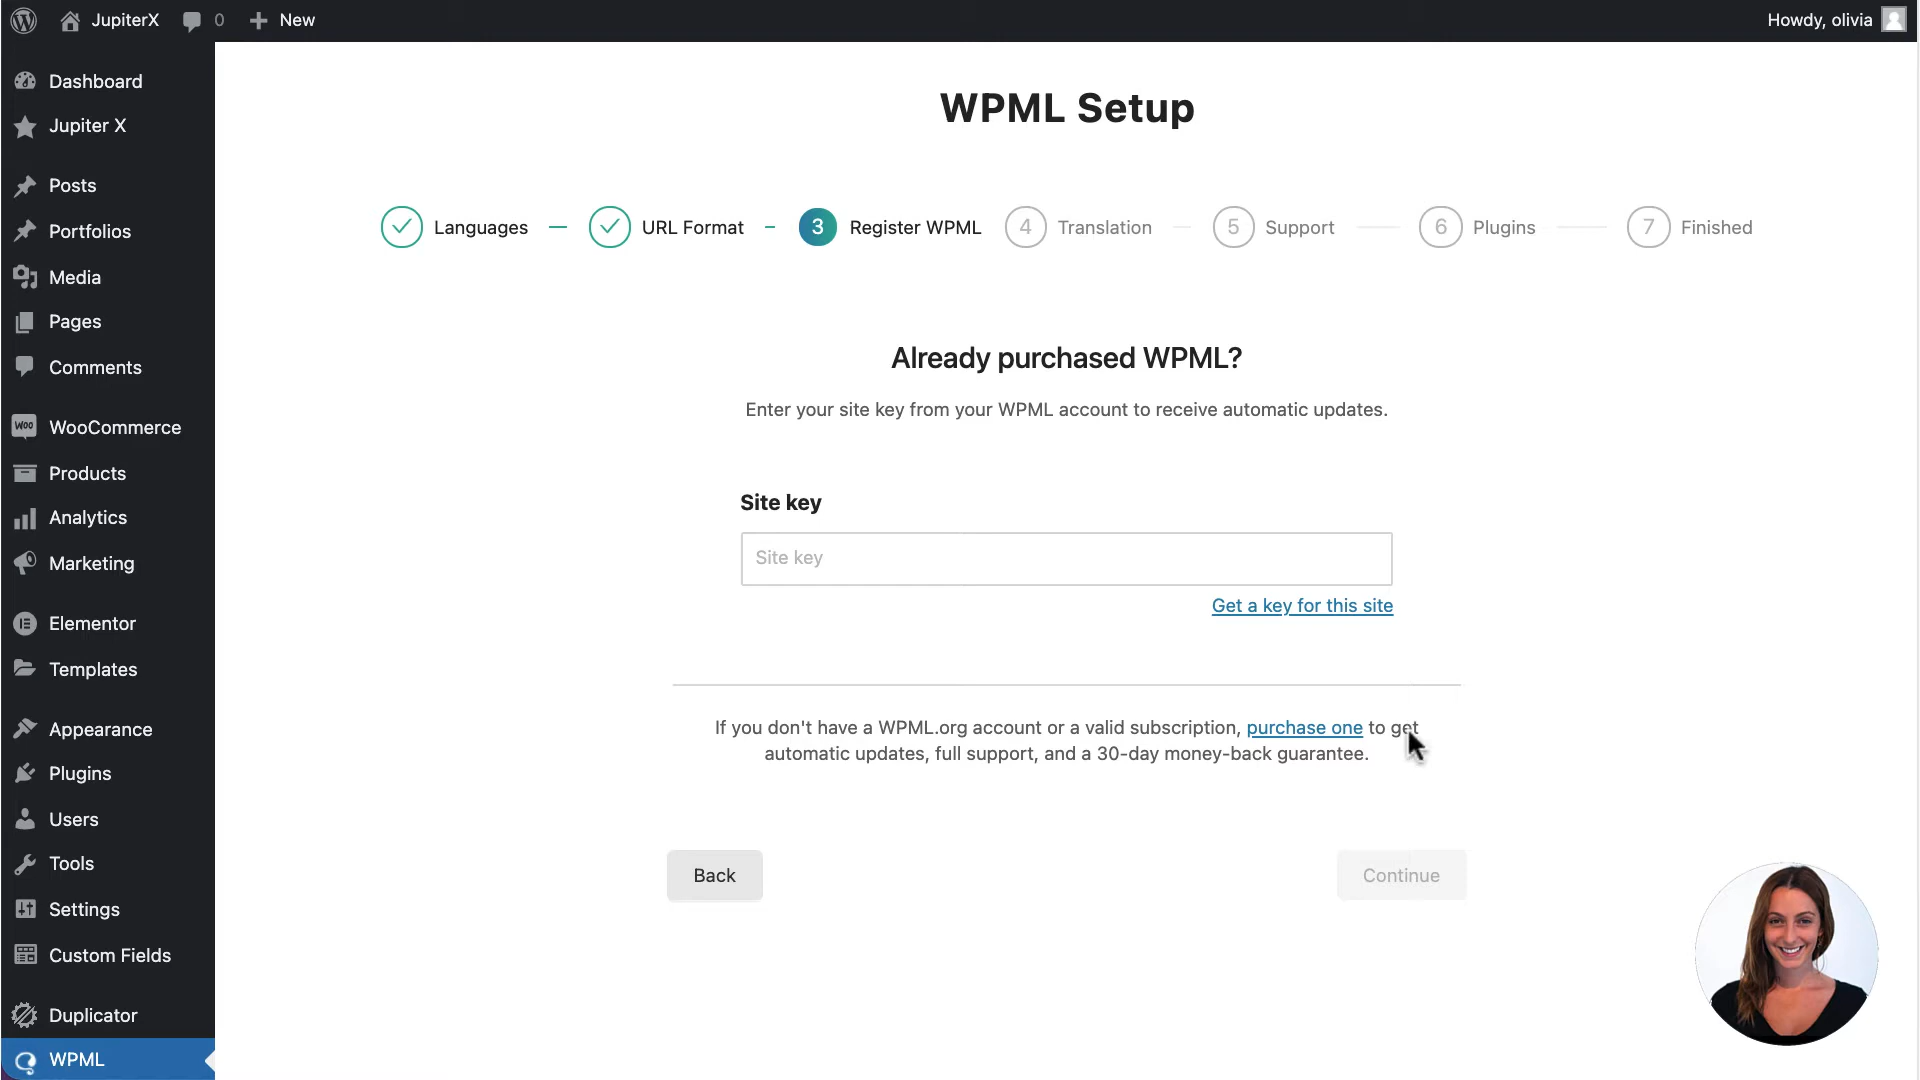 JupiterX 0 New Howdy, olivia
Dashboard
Jupiter X
Posts
Portfolios
Media
Pages
Comments
WooCommerce
Products
Analytics
Marketing
Elementor
Templates
Appearance
Plugins
Users
Tools
Settings
Custom Fields
Duplicator
WPML
WPML Setup
Languages URL Format 3 Register WPML 4 Translation 5 Support 6 Plugins 7 Finished
Already purchased WPML?
Enter your site key from your WPML account to receive automatic updates.
Site key
Site key
Get a key for this site
If you don't have a WPML.org account or a valid subscription, purchase one to get
automatic updates, full support, and a 30-day money-back guarantee.
Back Continue